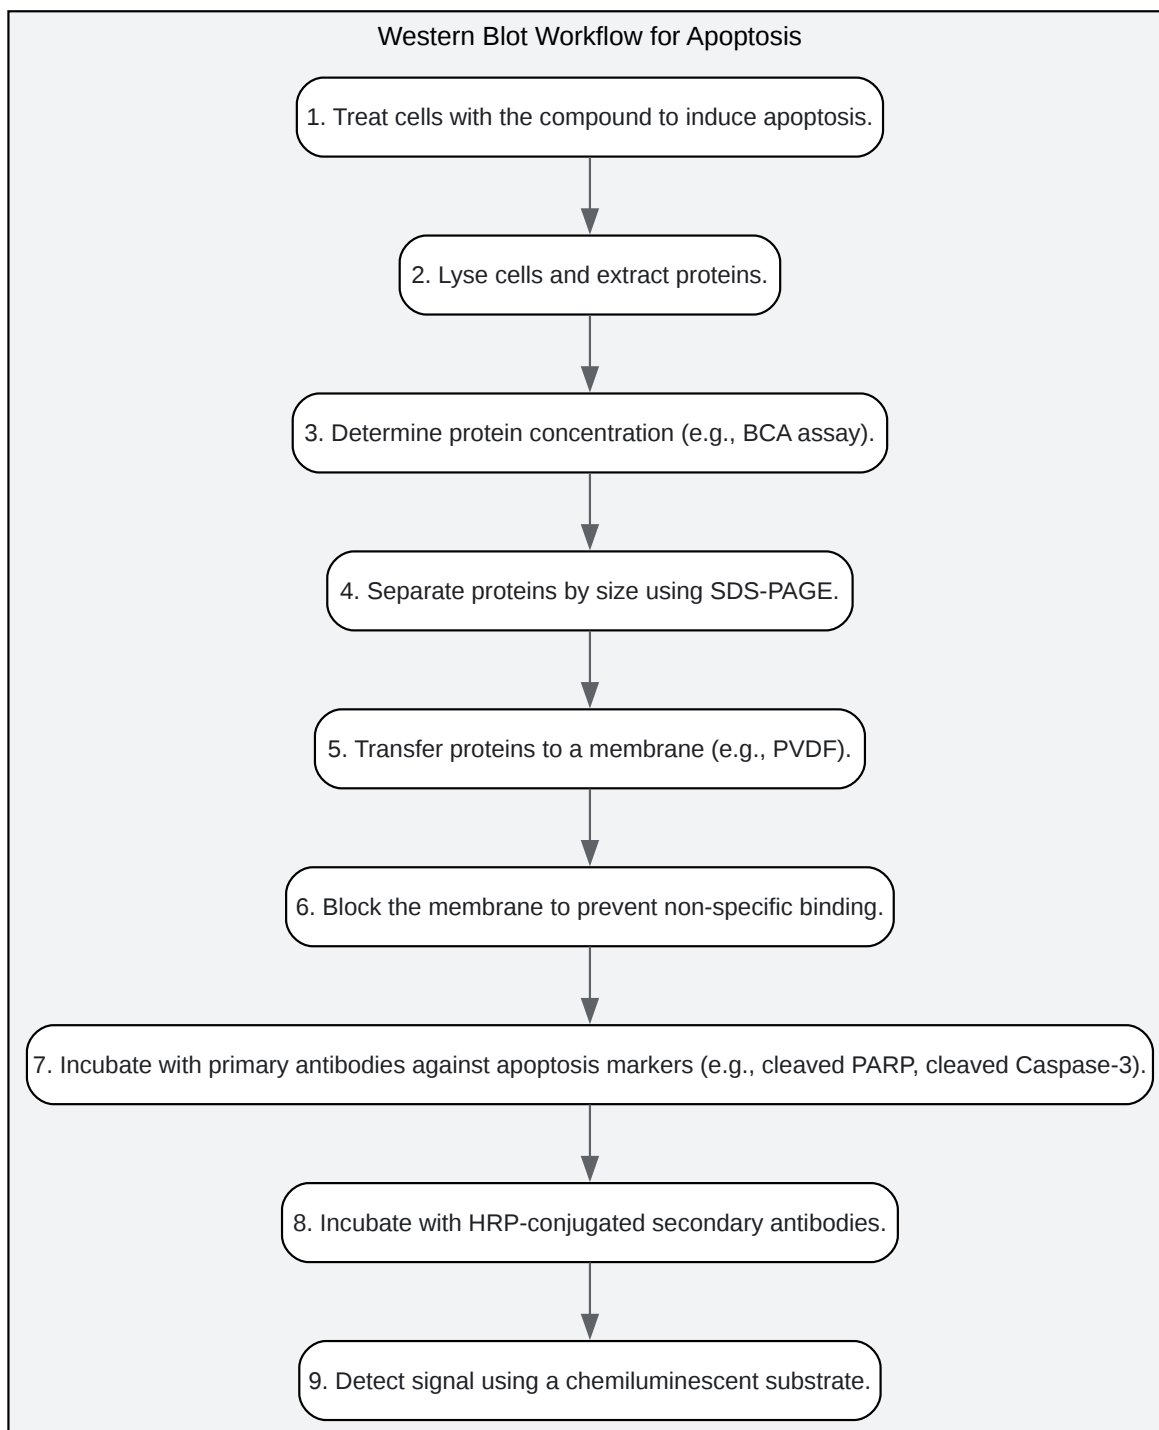 Western Blot Workflow for Apoptosis
1. Treat cells with the compound to induce apoptosis.
2. Lyse cells and extract proteins.
3. Determine protein concentration (e.g., BCA assay).
4. Separate proteins by size using SDS-PAGE.
5. Transfer proteins to a membrane (e.g., PVDF).
6. Block the membrane to prevent non-specific binding.
7. Incubate with primary antibodies against apoptosis markers (e.g., cleaved PARP, cleaved Caspase-3).
8. Incubate with HRP-conjugated secondary antibodies.
9. Detect signal using a chemiluminescent substrate.